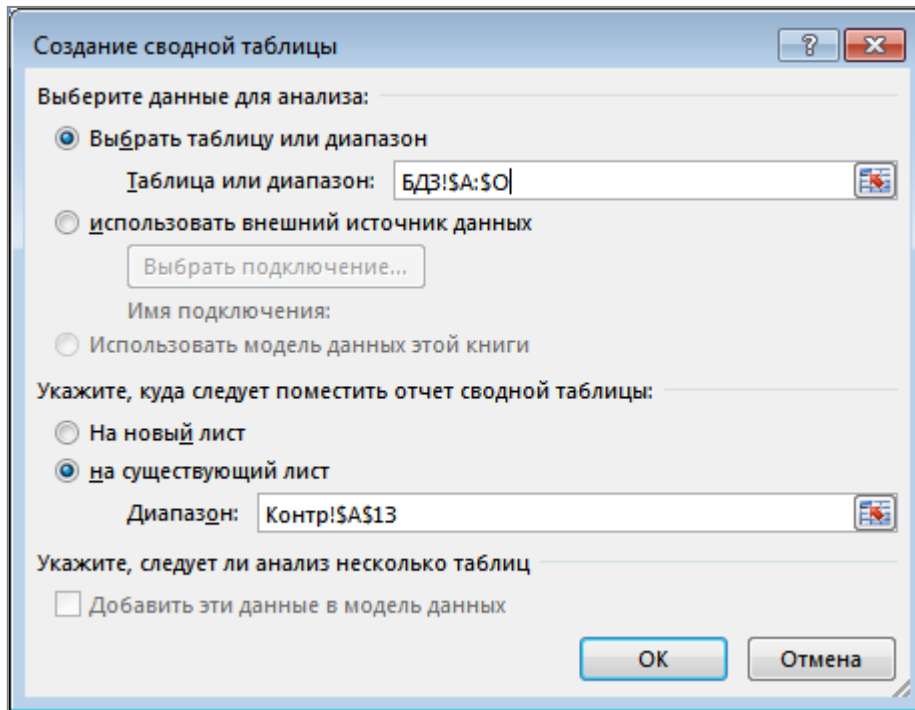 Создание сводной таблицы
Выберите данные для анализа:
Выбрать таблицу или диапазон
Таблица или диапазон: БДЗ!$A:$O
использовать внешний источник данных
Выбрать подключение...
Имя подключения:
Использовать модель данных этой книги
Укажите, куда следует поместить отчет сводной таблицы:
На новый лист
на существующий лист
Диапазон: Контр!$A$13
Укажите, следует ли анализ несколько таблиц
Добавить эти данные в модель данных
ОК Отмена